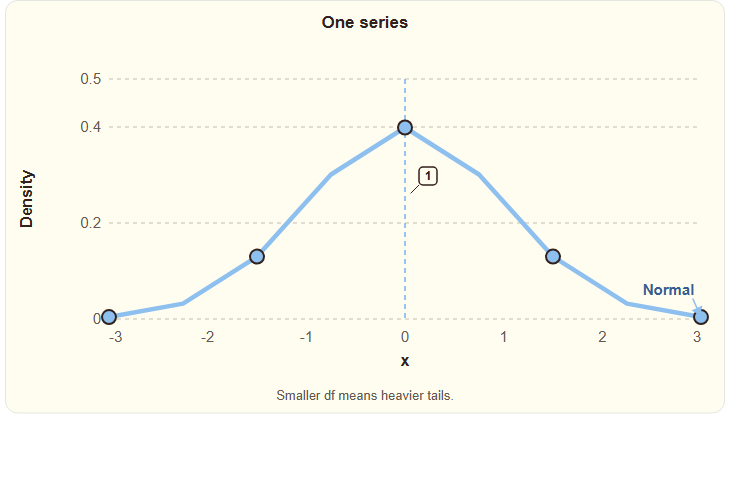 One series
0.5
0.4
1
Density
0.2
Normal
0
-3 -2 -1 0 1 2 3
x
Smaller df means heavier tails.